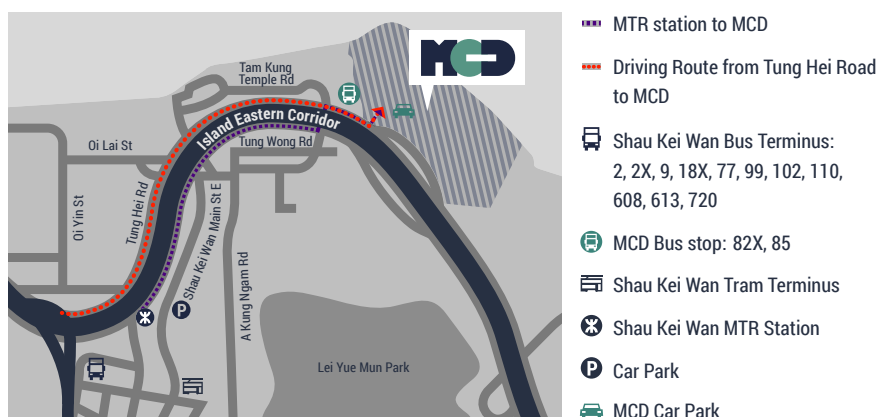 MCD
Tam Kung
Temple Rd
Island Eastern Corridor
Oi Lai St
Tung Wong Rd
Tung Hei Rd
Oi Yin St
Shau Kei Wan Main St E
A Kung Ngam Rd
P
Lei Yue Mun Park
MTR station to MCD
Driving Route from Tung Hei Road
to MCD
Shau Kei Wan Bus Terminus:
2, 2X, 9, 18X, 77, 99, 102, 110,
608, 613, 720
MCD Bus stop: 82X, 85
Shau Kei Wan Tram Terminus
Shau Kei Wan MTR Station
P Car Park
MCD Car Park